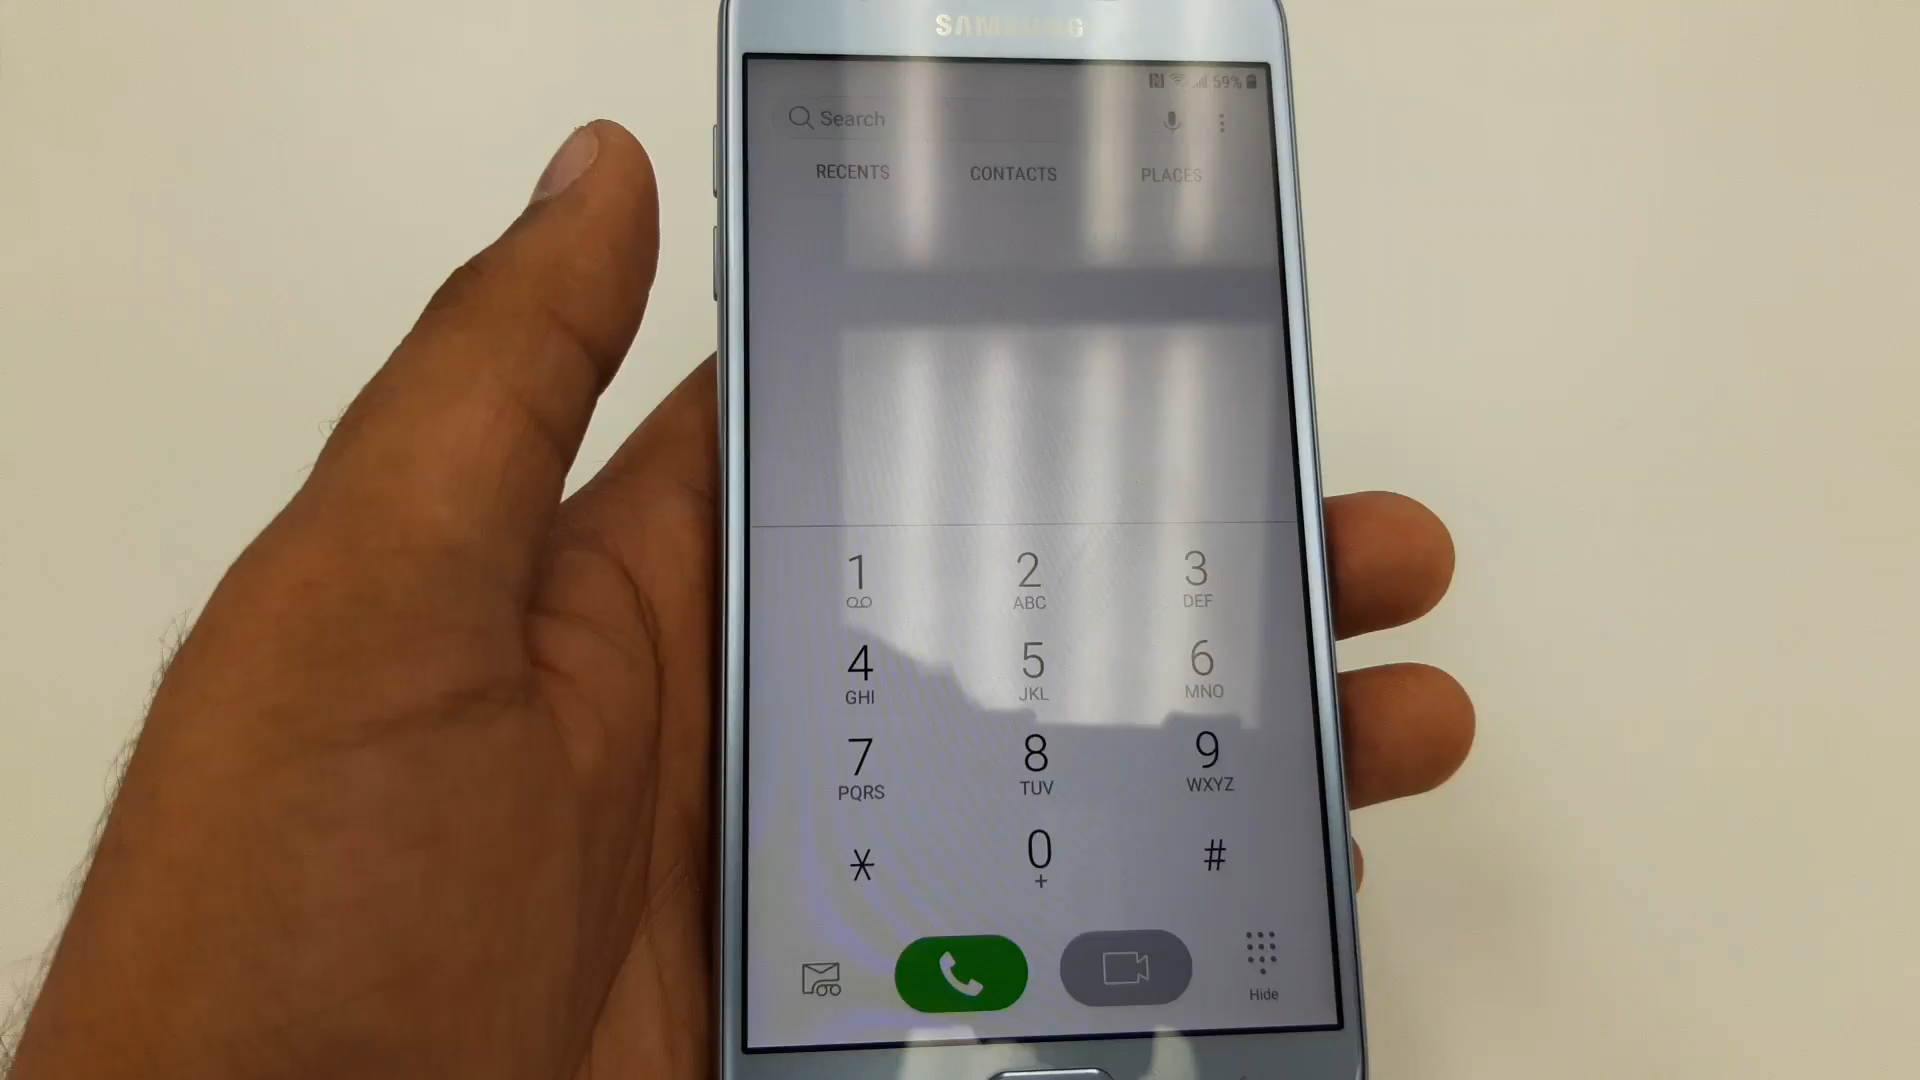 SAMSUNG
59%
Search
RECENTS CONTACTS PLACES
1 2 3
ABC DEF
4 5 6
GHI JKL MNO
7 8 9
PQRS TUV WXYZ
* 0 #
+
Hide